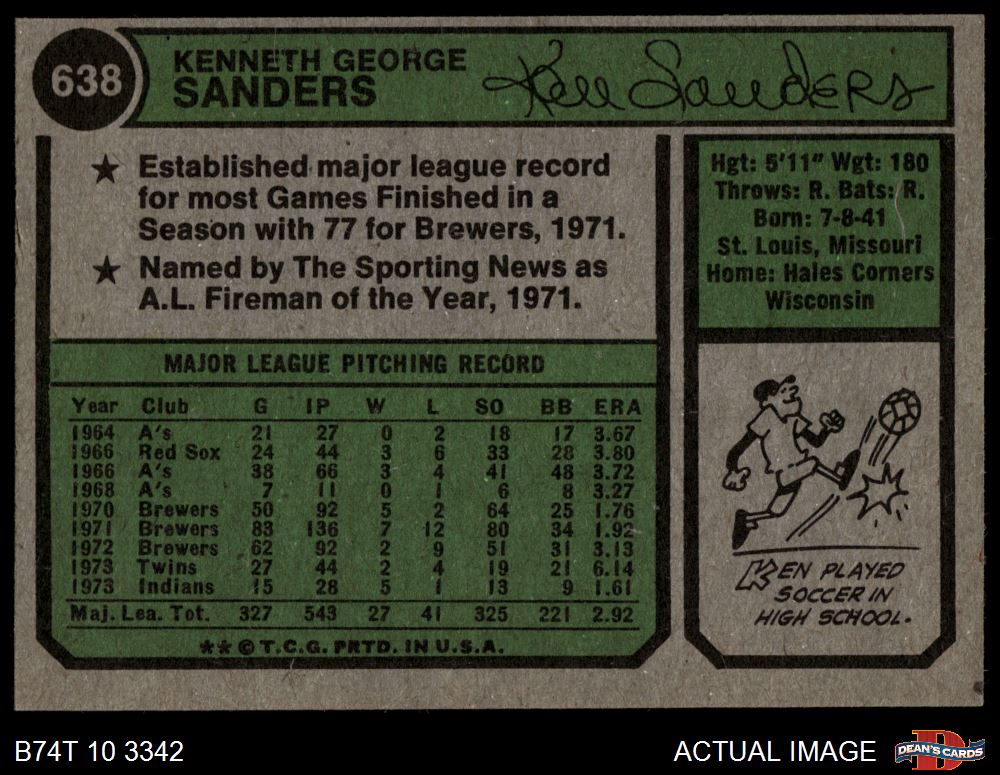 638
KENNETH GEORGE
SANDERS
Ken Sanders
★ Established major league record
for most Games Finished in a
Season with 77 for Brewers, 1971.
★ Named by The Sporting News as
A.L. Fireman of the Year, 1971.
Hgt: 5'11" Wgt: 180
Throws: R. Bats: R.
Born: 7-8-41
St. Louis, Missouri
Home: Hales Corners
Wisconsin
MAJOR LEAGUE PITCHING RECORD
Year Club G IP W L SO BB ERA
1964 A's 21 27 0 2 18 17 3.67
1966 Red Sox 24 44 3 6 33 28 3.80
1966 A's 38 66 3 4 41 48 3.72
1968 A's 7 11 0 1 6 8 3.27
1970 Brewers 50 92 5 2 64 25 1.76
1971 Brewers 83 136 7 12 80 34 1.92
1972 Brewers 62 92 2 9 51 31 3.13
1973 Twins 27 44 2 4 19 21 6.14
1973 Indians 15 28 5 1 13 9 1.61
Maj. Lea. Tot. 327 543 27 41 325 221 2.92
** © T.C.G. PRTD. IN U.S.A.
KEN PLAYED
SOCCER IN
HIGH SCHOOL.
B74T 10 3342
ACTUAL IMAGE
DEAN'S CARDS